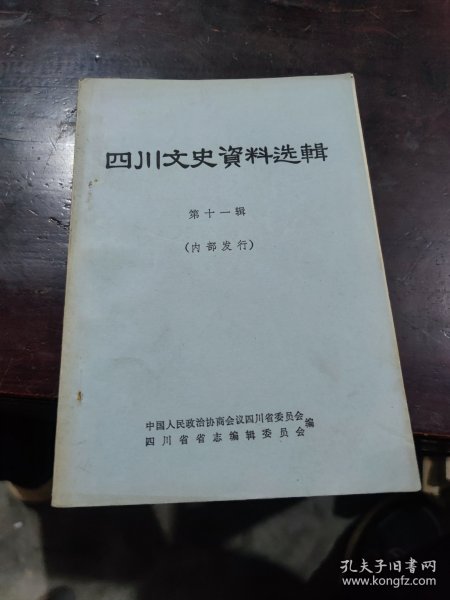 四川文史資料选輯
第十一辑
（内部发行）
中国人民政治协商会议四川省委员会
四川省省志编辑委员会
编
孔夫子旧书网
www.kongfz.com